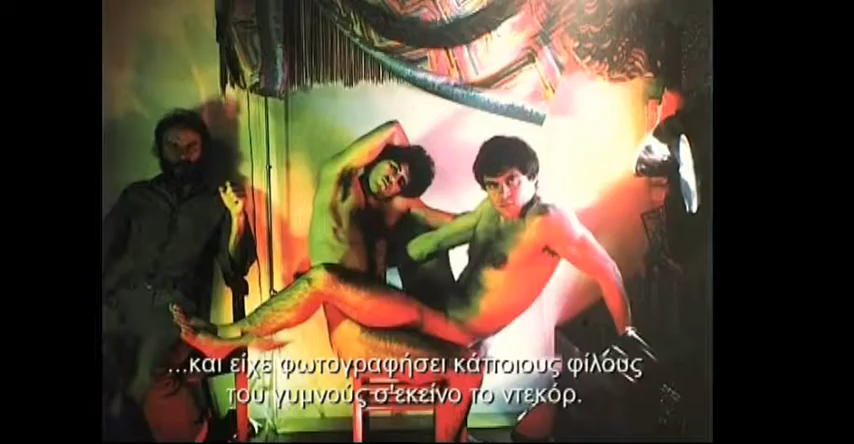 ...και είχε φωτογραφήσει κάποιους φίλους
του γυμνούς σ'εκείνο το ντεκόρ.